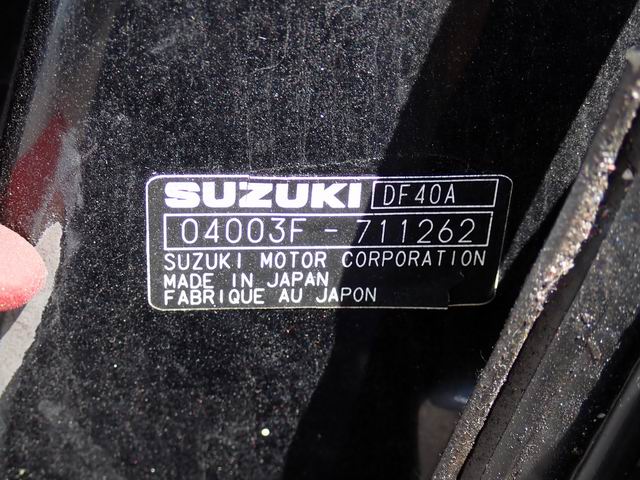 SUZUKI DF40A
04003F - 711262
SUZUKI MOTOR CORPORATION
MADE IN JAPAN
FABRIQUE AU JAPON